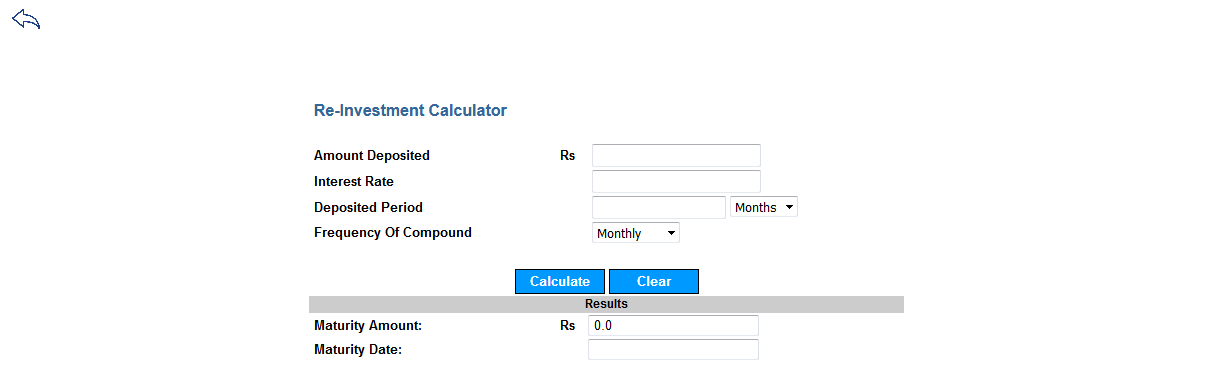 Re-Investment Calculator
Amount Deposited Rs
Interest Rate
Deposited Period Months
Frequency Of Compound Monthly
Calculate Clear
Results
Maturity Amount: Rs 0.0
Maturity Date: